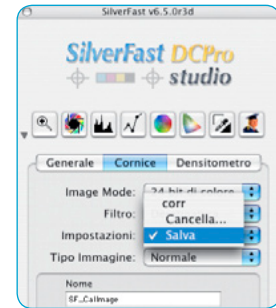 SilverFast v6.5.0r3d
SilverFast DCPro
studio
Generale Cornice Densitometro
Image Mode: 24 bit di colore
Filtro:
corr
Cancella...
Impostazioni: ✓ Salva
Tipo Immagine: Normale
Nome
SF_CalImage